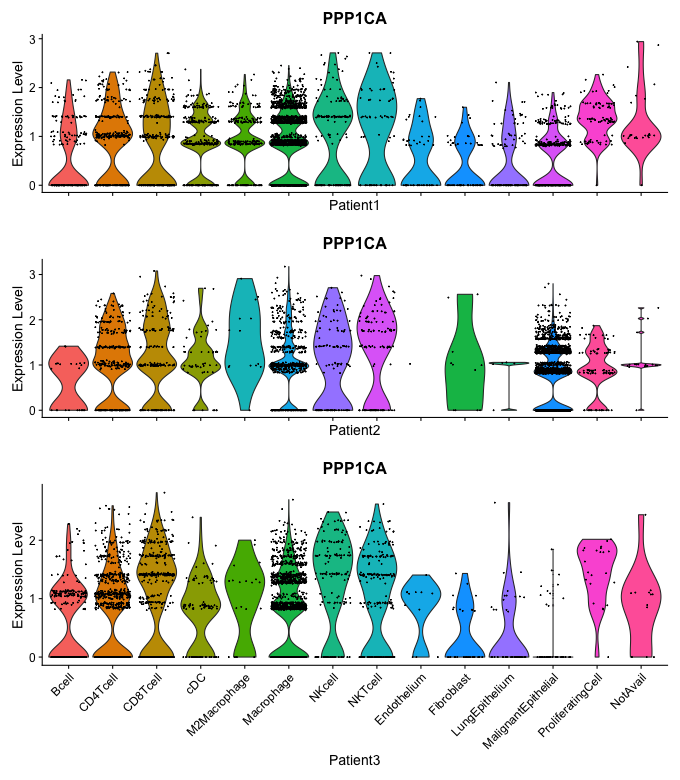 PPP1CA
3
2
1
0
Expression Level
Patient1
PPP1CA
3
2
1
0
Expression Level
Patient2
PPP1CA
2
1
0
Expression Level
Bcell
CD4Tcell
CD8Tcell
cDC
M2Macrophage
Macrophage
NKcell
NKTcell
Endothelium
Fibroblast
LungEpithelium
MalignantEpithelial
ProliferatingCell
NotAvail
Patient3